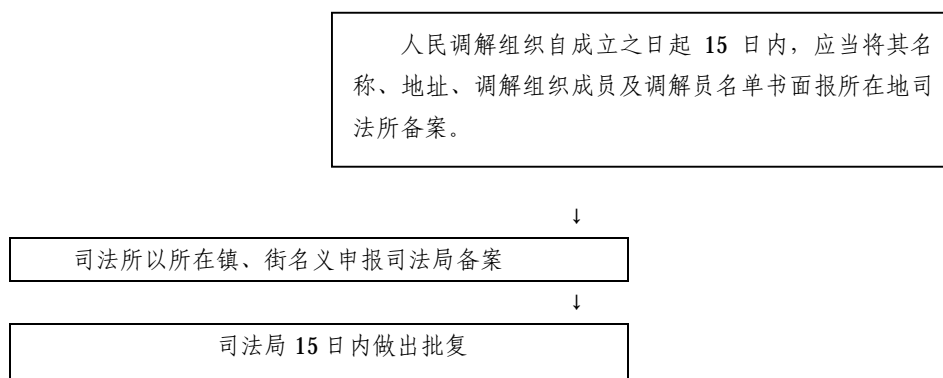 人民调解组织自成立之日起 15 日内，应当将其名
称、地址、调解组织成员及调解员名单书面报所在地司
法所备案。
↓
司法所以所在镇、街名义申报司法局备案
↓
司法局 15 日内做出批复